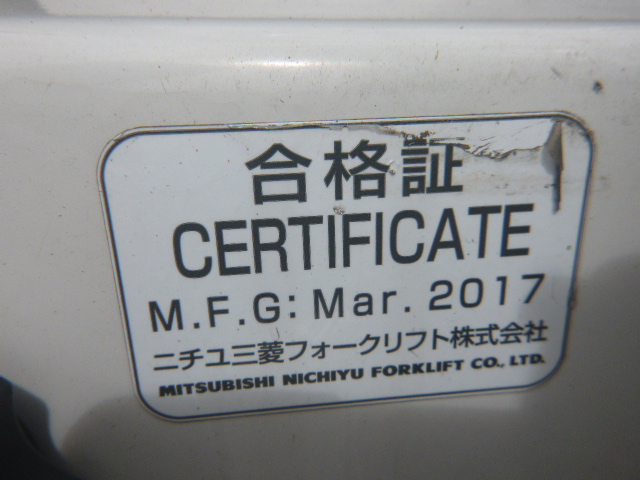 合格証
CERTIFICATE
M.F.G: Mar. 2017
ニチユ三菱フォークリフト株式会社
MITSUBISHI NICHIYU FORKLIFT CO., LTD.